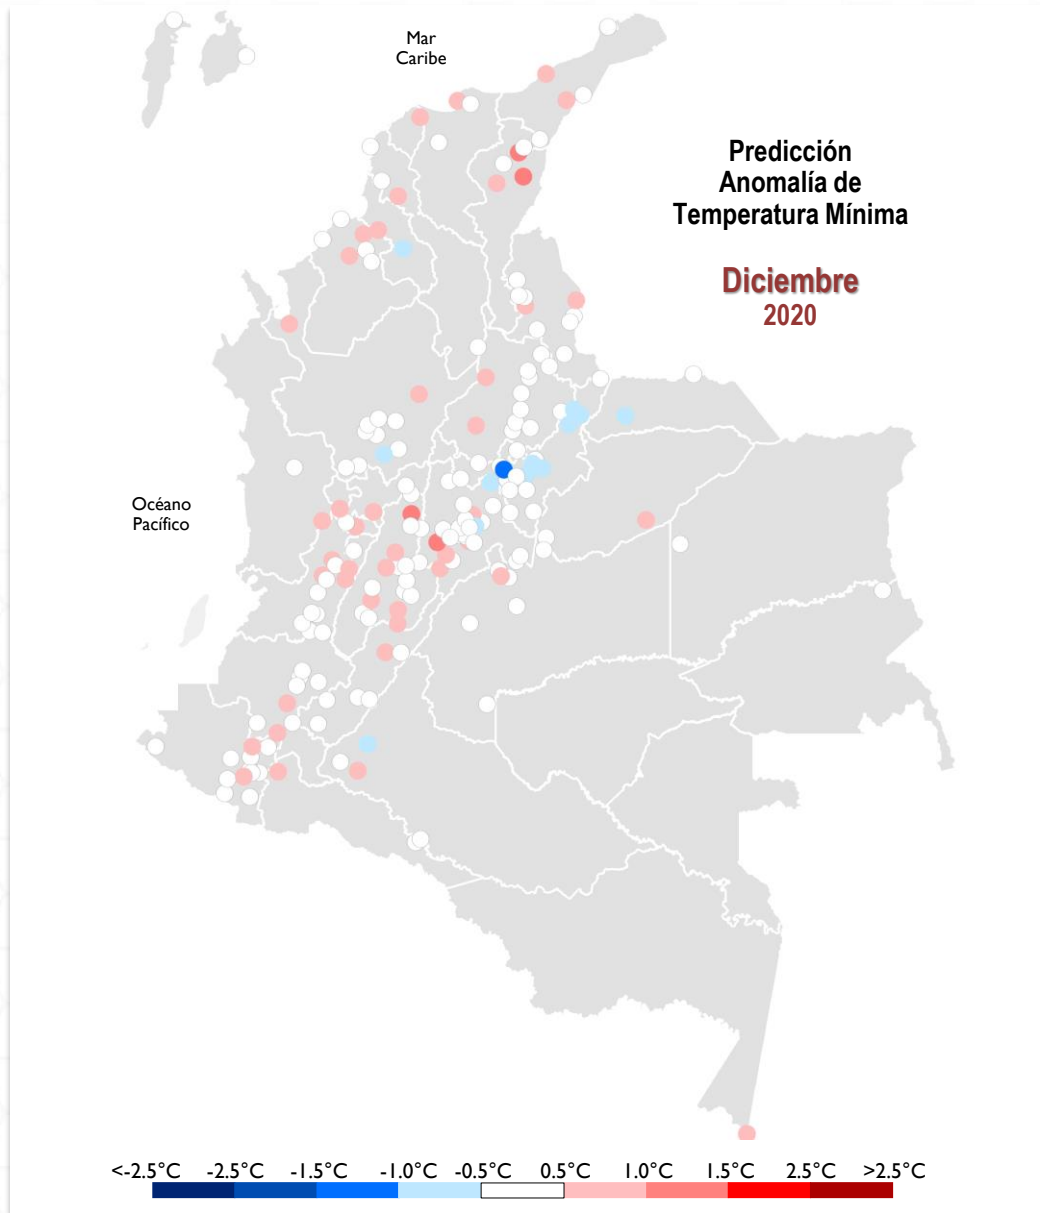 Mar
Caribe
Predicción
Anomalía de
Temperatura Mínima
Diciembre
2020
Océano
Pacífico
<-2.5°C -2.5°C -1.5°C -1.0°C -0.5°C 0.5°C 1.0°C 1.5°C 2.5°C >2.5°C